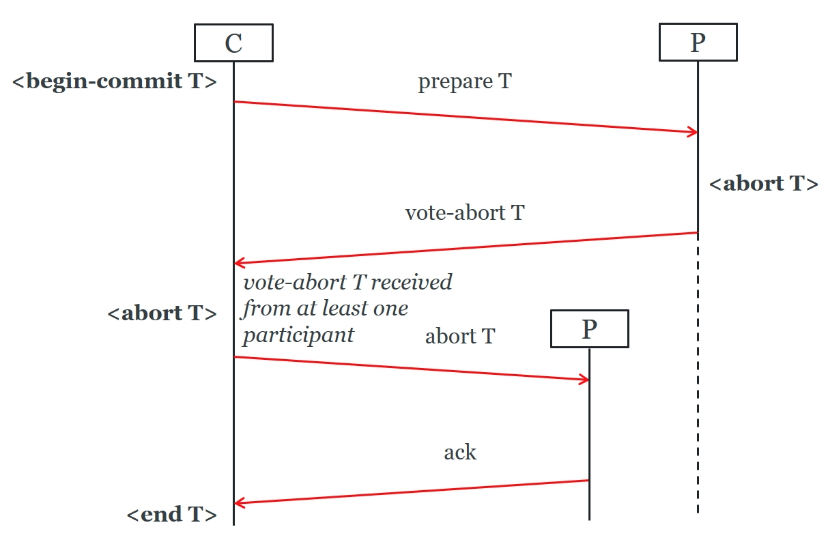 C
P
<begin-commit T>
prepare T
<abort T>
vote-abort T
vote-abort T received
from at least one
participant
<abort T>
abort T
P
ack
<end T>